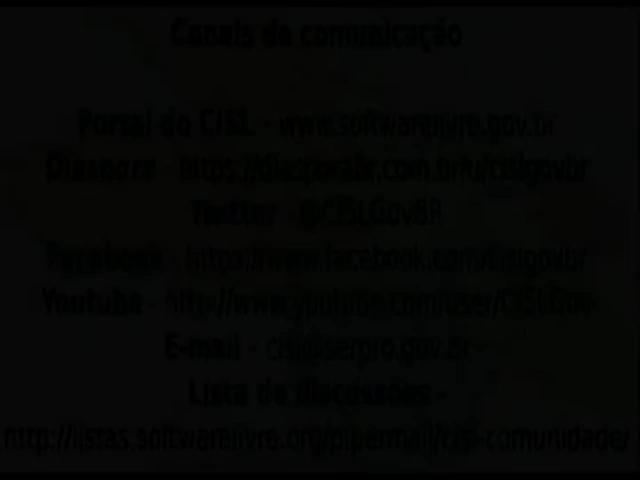 Canais de comunicação
Portal do CISL - www.softwarelivre.gov.br
Diaspora - https://diasporabr.com.br/u/cislgovbr
Twitter - @CISLGovBR
Facebook - https://www.facebook.com/cislgovbr
Youtube - http://www.youtube.com/user/CISLGov
E-mail - cisl@serpro.gov.br
Lista de discussões -
http://listas.softwarelivre.org/pipermail/cisl-comunidade/